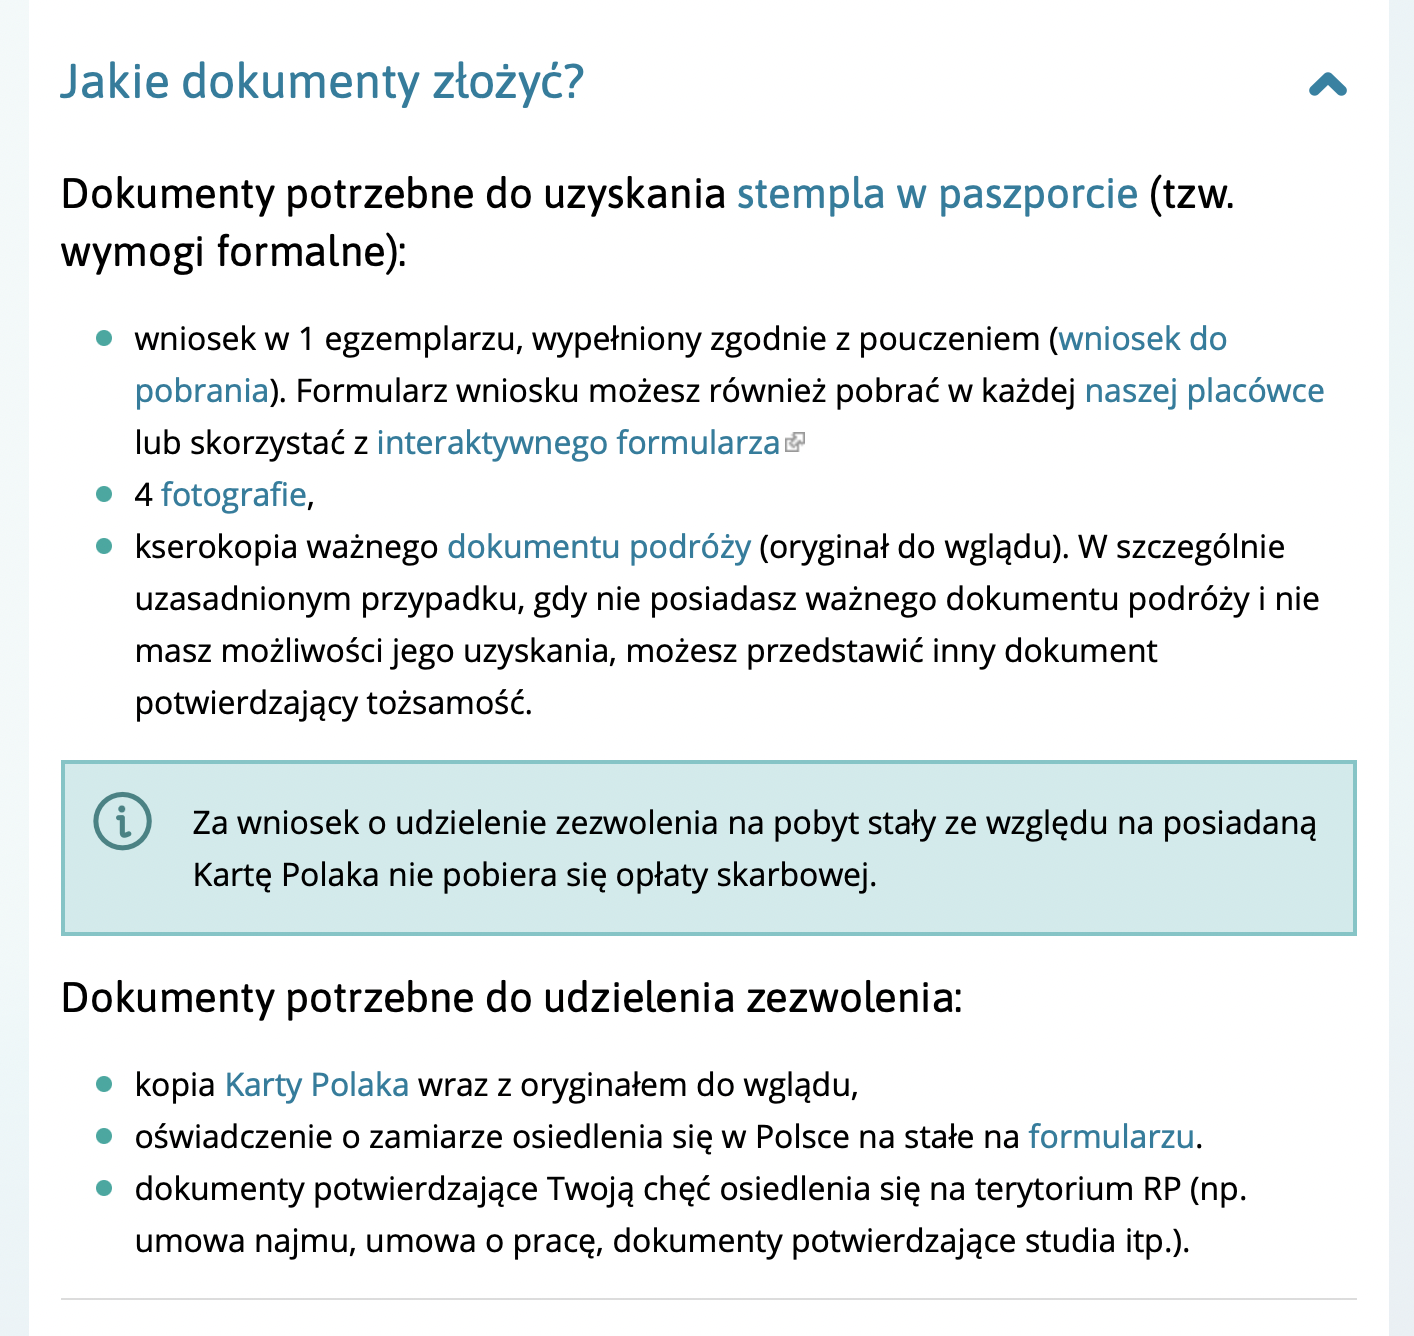 Jakie dokumenty złożyć?
Dokumenty potrzebne do uzyskania stempla w paszporcie (tzw.
wymogi formalne):
wniosek w 1 egzemplarzu, wypełniony zgodnie z pouczeniem (wniosek do
pobrania). Formularz wniosku możesz również pobrać w każdej naszej placówce
lub skorzystać z interaktywnego formularza
4 fotografie,
kserokopia ważnego dokumentu podróży (oryginał do wglądu). W szczególnie
uzasadnionym przypadku, gdy nie posiadasz ważnego dokumentu podróży i nie
masz możliwości jego uzyskania, możesz przedstawić inny dokument
potwierdzający tożsamość.
Za wniosek o udzielenie zezwolenia na pobyt stały ze względu na posiadaną
Kartę Polaka nie pobiera się opłaty skarbowej.
Dokumenty potrzebne do udzielenia zezwolenia:
kopia Karty Polaka wraz z oryginałem do wglądu,
oświadczenie o zamiarze osiedlenia się w Polsce na stałe na formularzu.
dokumenty potwierdzające Twoją chęć osiedlenia się na terytorium RP (np.
umowa najmu, umowa o pracę, dokumenty potwierdzające studia itp.).